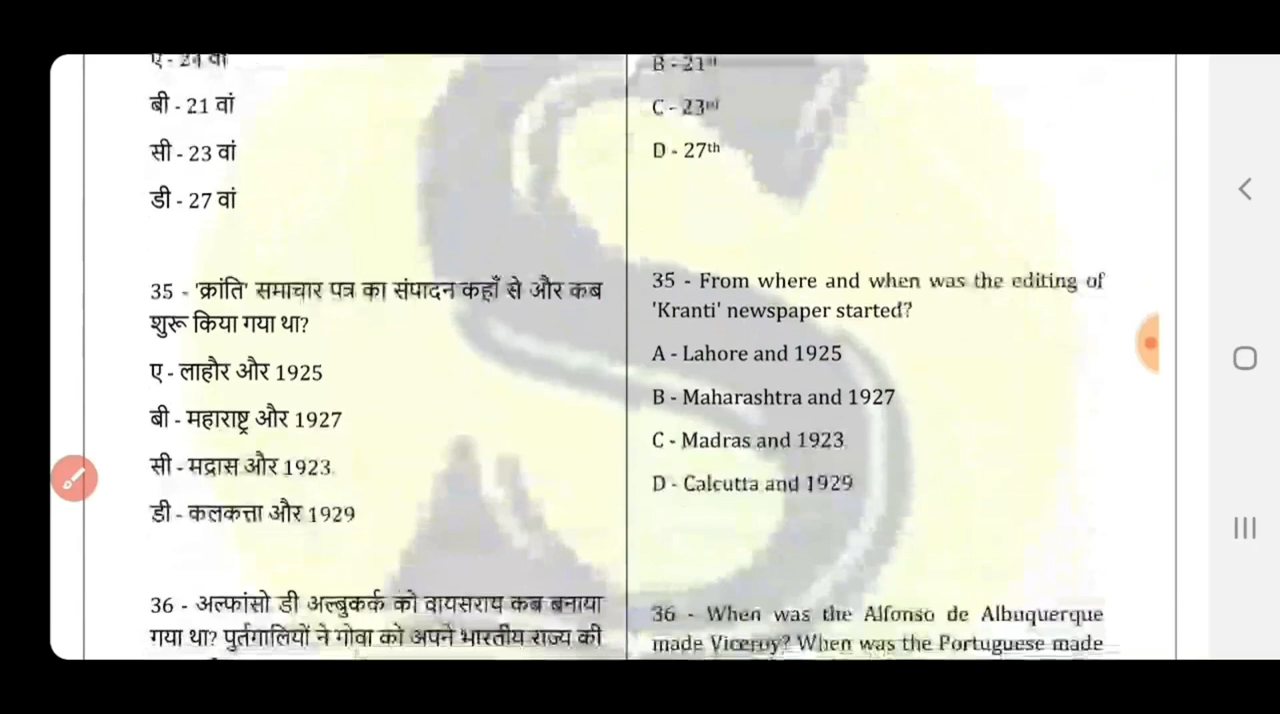 ए - 24 वां
बी - 21 वां
सी - 23 वां
डी - 27 वां
35 - 'क्रांति' समाचार पत्र का संपादन कहाँ से और कब
शुरू किया गया था?
ए - लाहौर और 1925
बी - महाराष्ट्र और 1927
सी - मद्रास और 1923
डी - कलकत्ता और 1929
36 - अल्फांसो डी अल्बुकर्क को वायसराय कब बनाया
गया था? पुर्तगालियों ने गोवा को अपने भारतीय राज्य की
B - 21st
C - 23rd
D - 27th
35 - From where and when was the editing of
'Kranti' newspaper started?
A - Lahore and 1925
B - Maharashtra and 1927
C - Madras and 1923
D - Calcutta and 1929
36 - When was the Alfonso de Albuquerque
made Viceroy? When was the Portuguese made